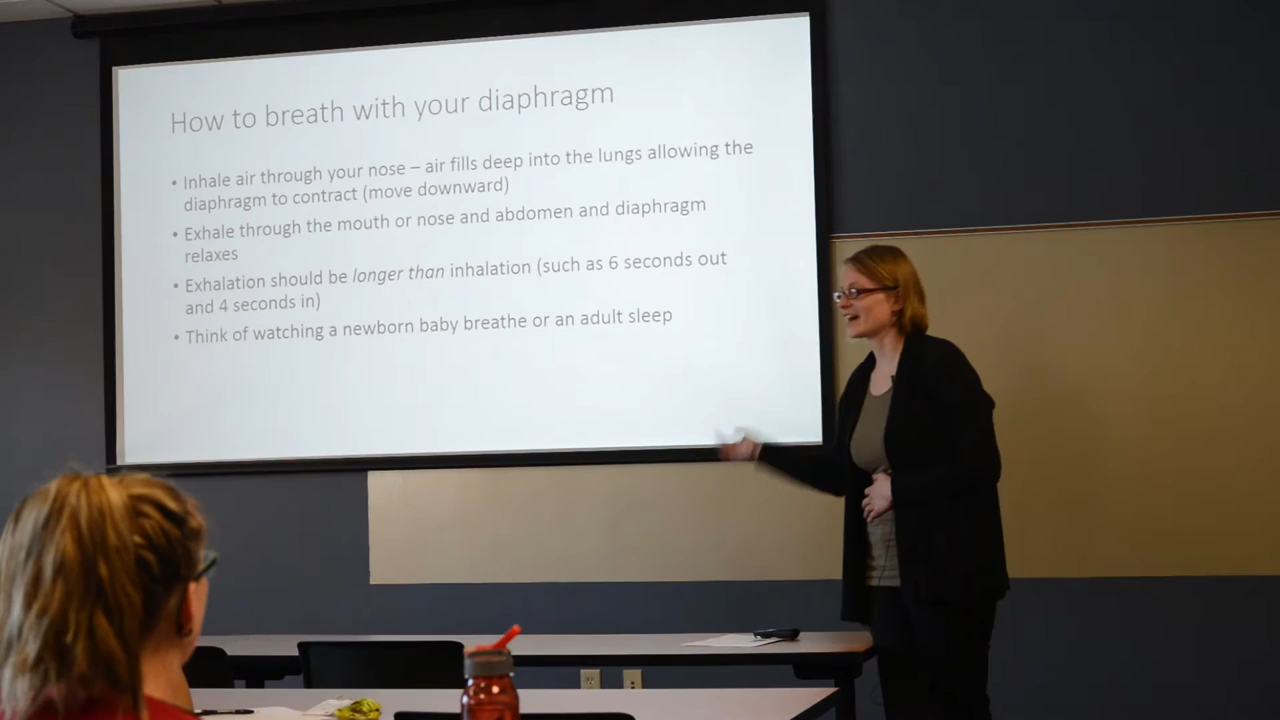 How to breath with your diaphragm
• Inhale air through your nose – air fills deep into the lungs allowing the
diaphragm to contract (move downward)
• Exhale through the mouth or nose and abdomen and diaphragm
relaxes
• Exhalation should be longer than inhalation (such as 6 seconds out
and 4 seconds in)
• Think of watching a newborn baby breathe or an adult sleep